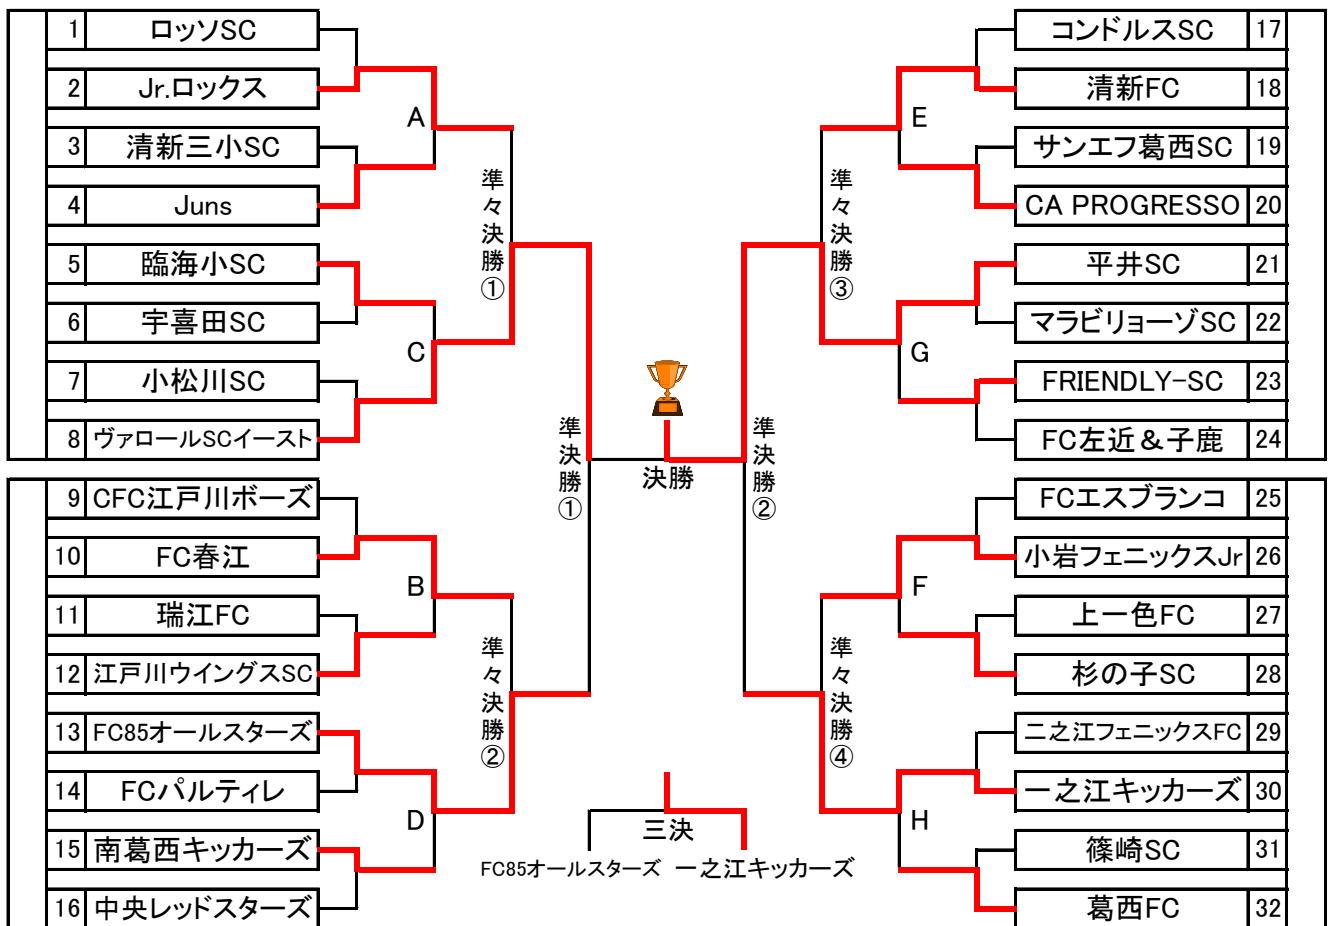 1 ロッソSC
2 Jr.ロックス
3 清新三小SC
4 Juns
5 臨海小SC
6 宇喜田SC
7 小松川SC
8 ヴァロールSCイースト
9 CFC江戸川ボーズ
10 FC春江
11 瑞江FC
12 江戸川ウイングスSC
13 FC85オールスターズ
14 FCパルティレ
15 南葛西キッカーズ
16 中央レッドスターズ
A
C
B
D
準々決勝①
準々決勝②
準決勝①
決勝
準決勝②
三決
FC85オールスターズ 一之江キッカーズ
準々決勝③
準々決勝④
E
G
F
H
コンドルスSC 17
清新FC 18
サンエフ葛西SC 19
CA PROGRESSO 20
平井SC 21
マラビリョーゾSC 22
FRIENDLY-SC 23
FC左近＆子鹿 24
FCエスブランコ 25
小岩フェニックスJr 26
上一色FC 27
杉の子SC 28
二之江フェニックスFC 29
一之江キッカーズ 30
篠崎SC 31
葛西FC 32